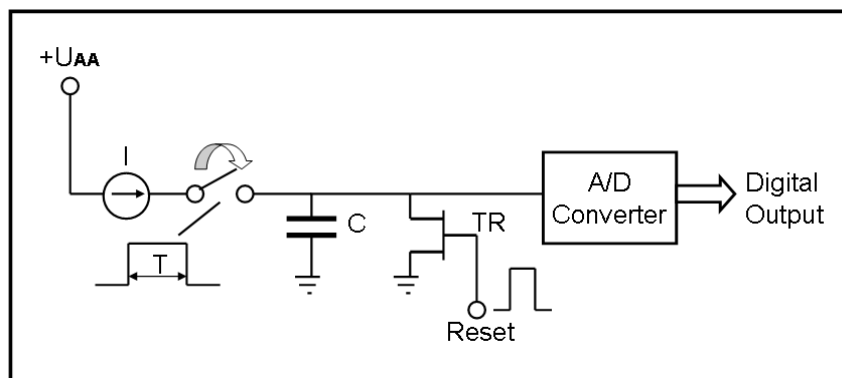 +UAA
I
A/D
Converter
Digital
Output
C
TR
T
Reset